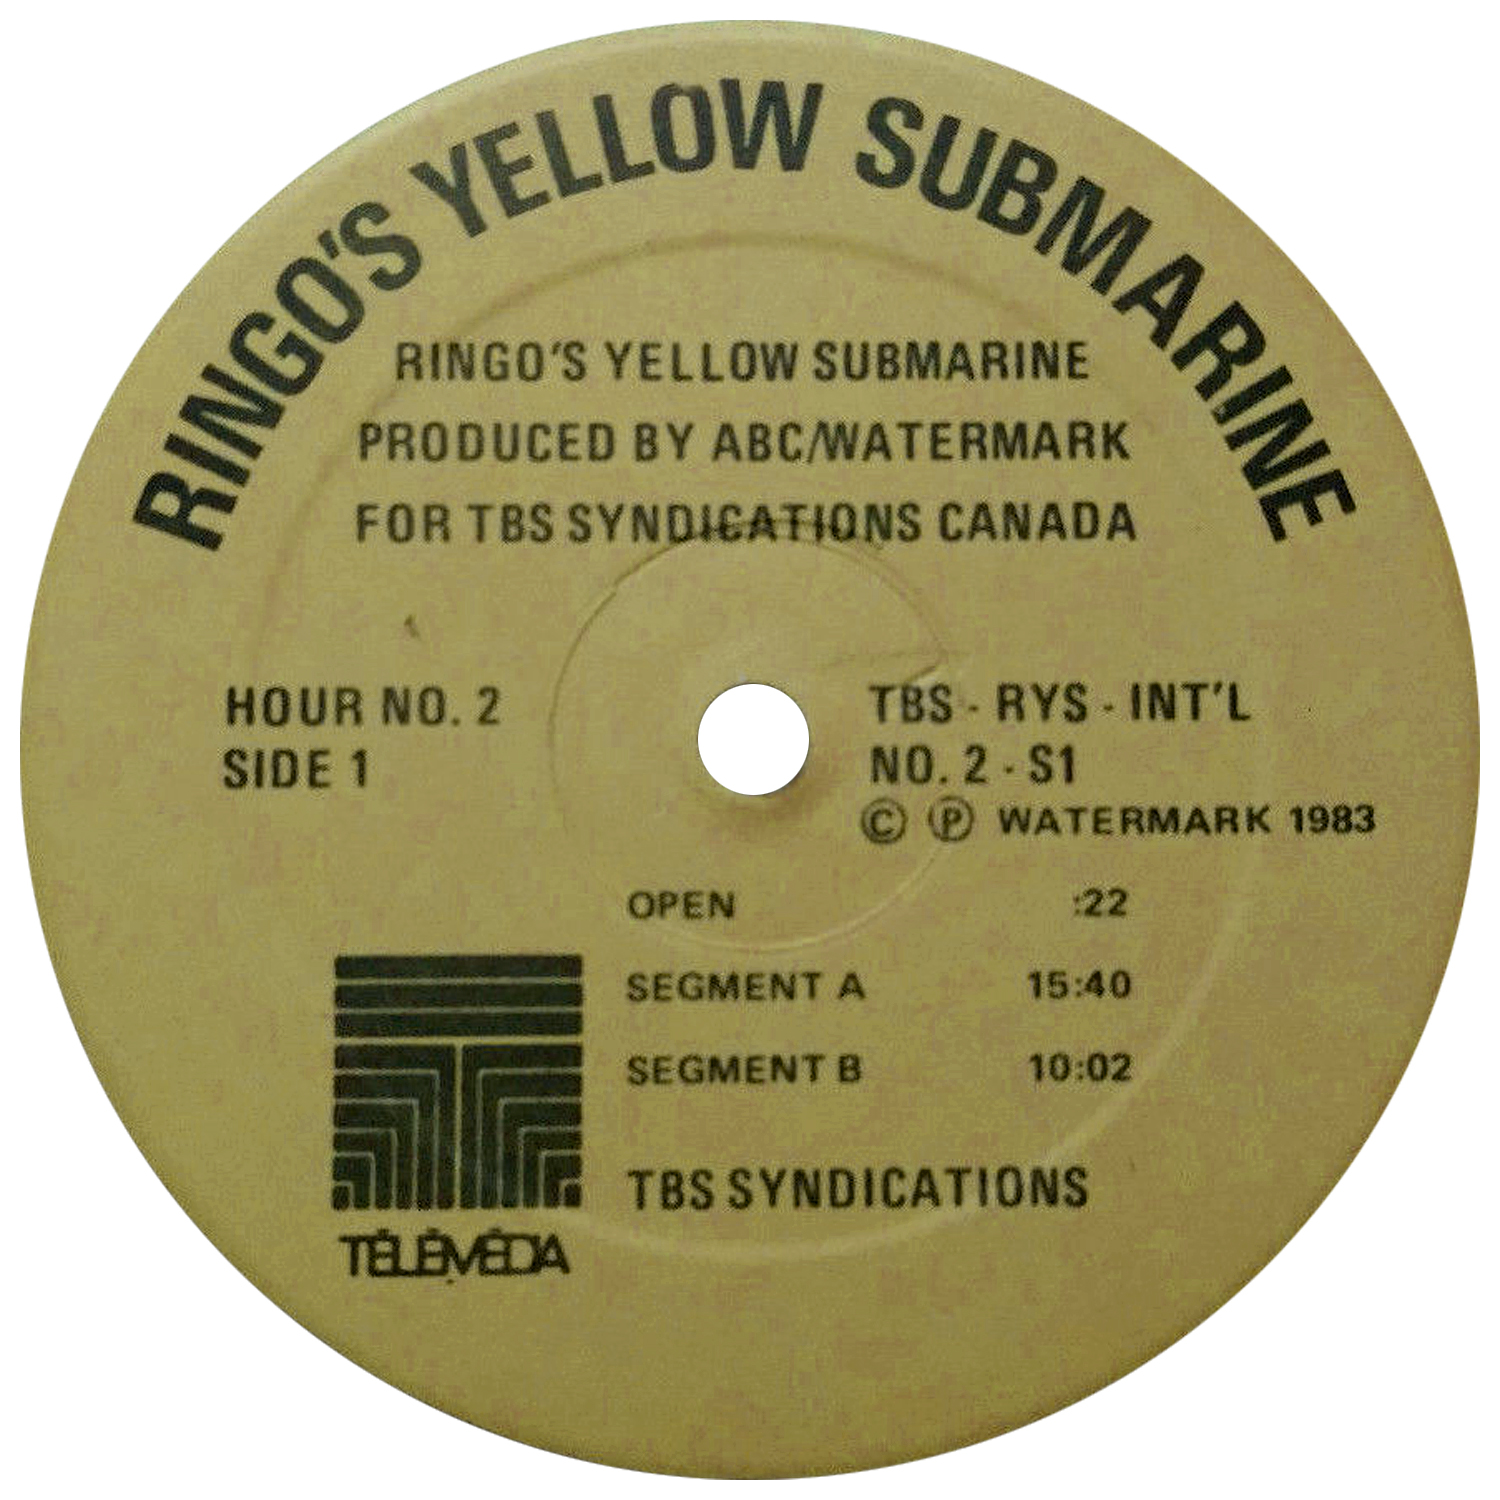 RINGO'S YELLOW SUBMARINE
RINGO'S YELLOW SUBMARINE
PRODUCED BY ABC/WATERMARK
FOR TBS SYNDICATIONS CANADA
HOUR NO. 2
SIDE 1
TBS - RYS - INT'L
NO. 2 - S1
© ℗ WATERMARK 1983
OPEN :22
SEGMENT A 15:40
SEGMENT B 10:02
TBS SYNDICATIONS
TÉLÉMÉDIA